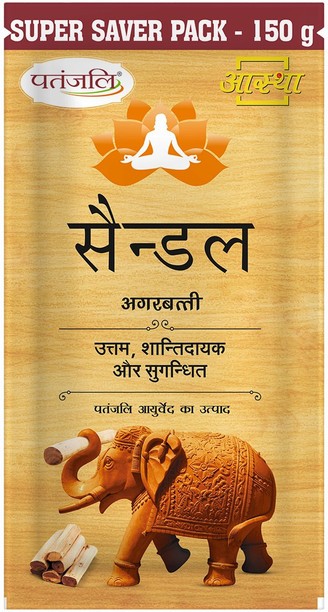 SUPER SAVER PACK - 150 g
पतंजलि®
आस्था
सैन्डल
अगरबत्ती
उत्तम, शान्तिदायक
और सुगन्धित
पतंजलि आयुर्वेद का उत्पाद